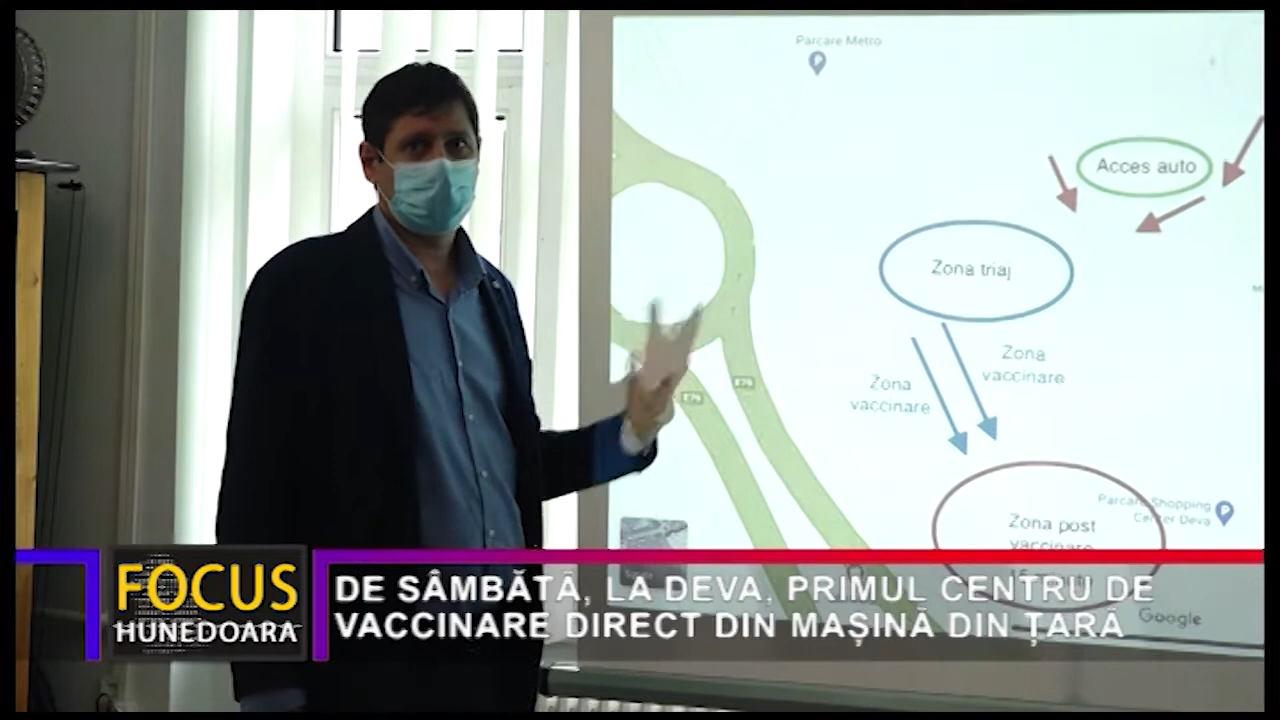 Parcare Metro
Acces auto
Zona triaj
Zona
vaccinare
Zona
vaccinare
E79
E79
Parcare Shopping
Center Deva
Zona post
vaccinare
Google
FOCUS
HUNEDOARA
DE SÂMBĂTĂ, LA DEVA, PRIMUL CENTRU DE
VACCINARE DIRECT DIN MAȘINĂ DIN ȚARĂ